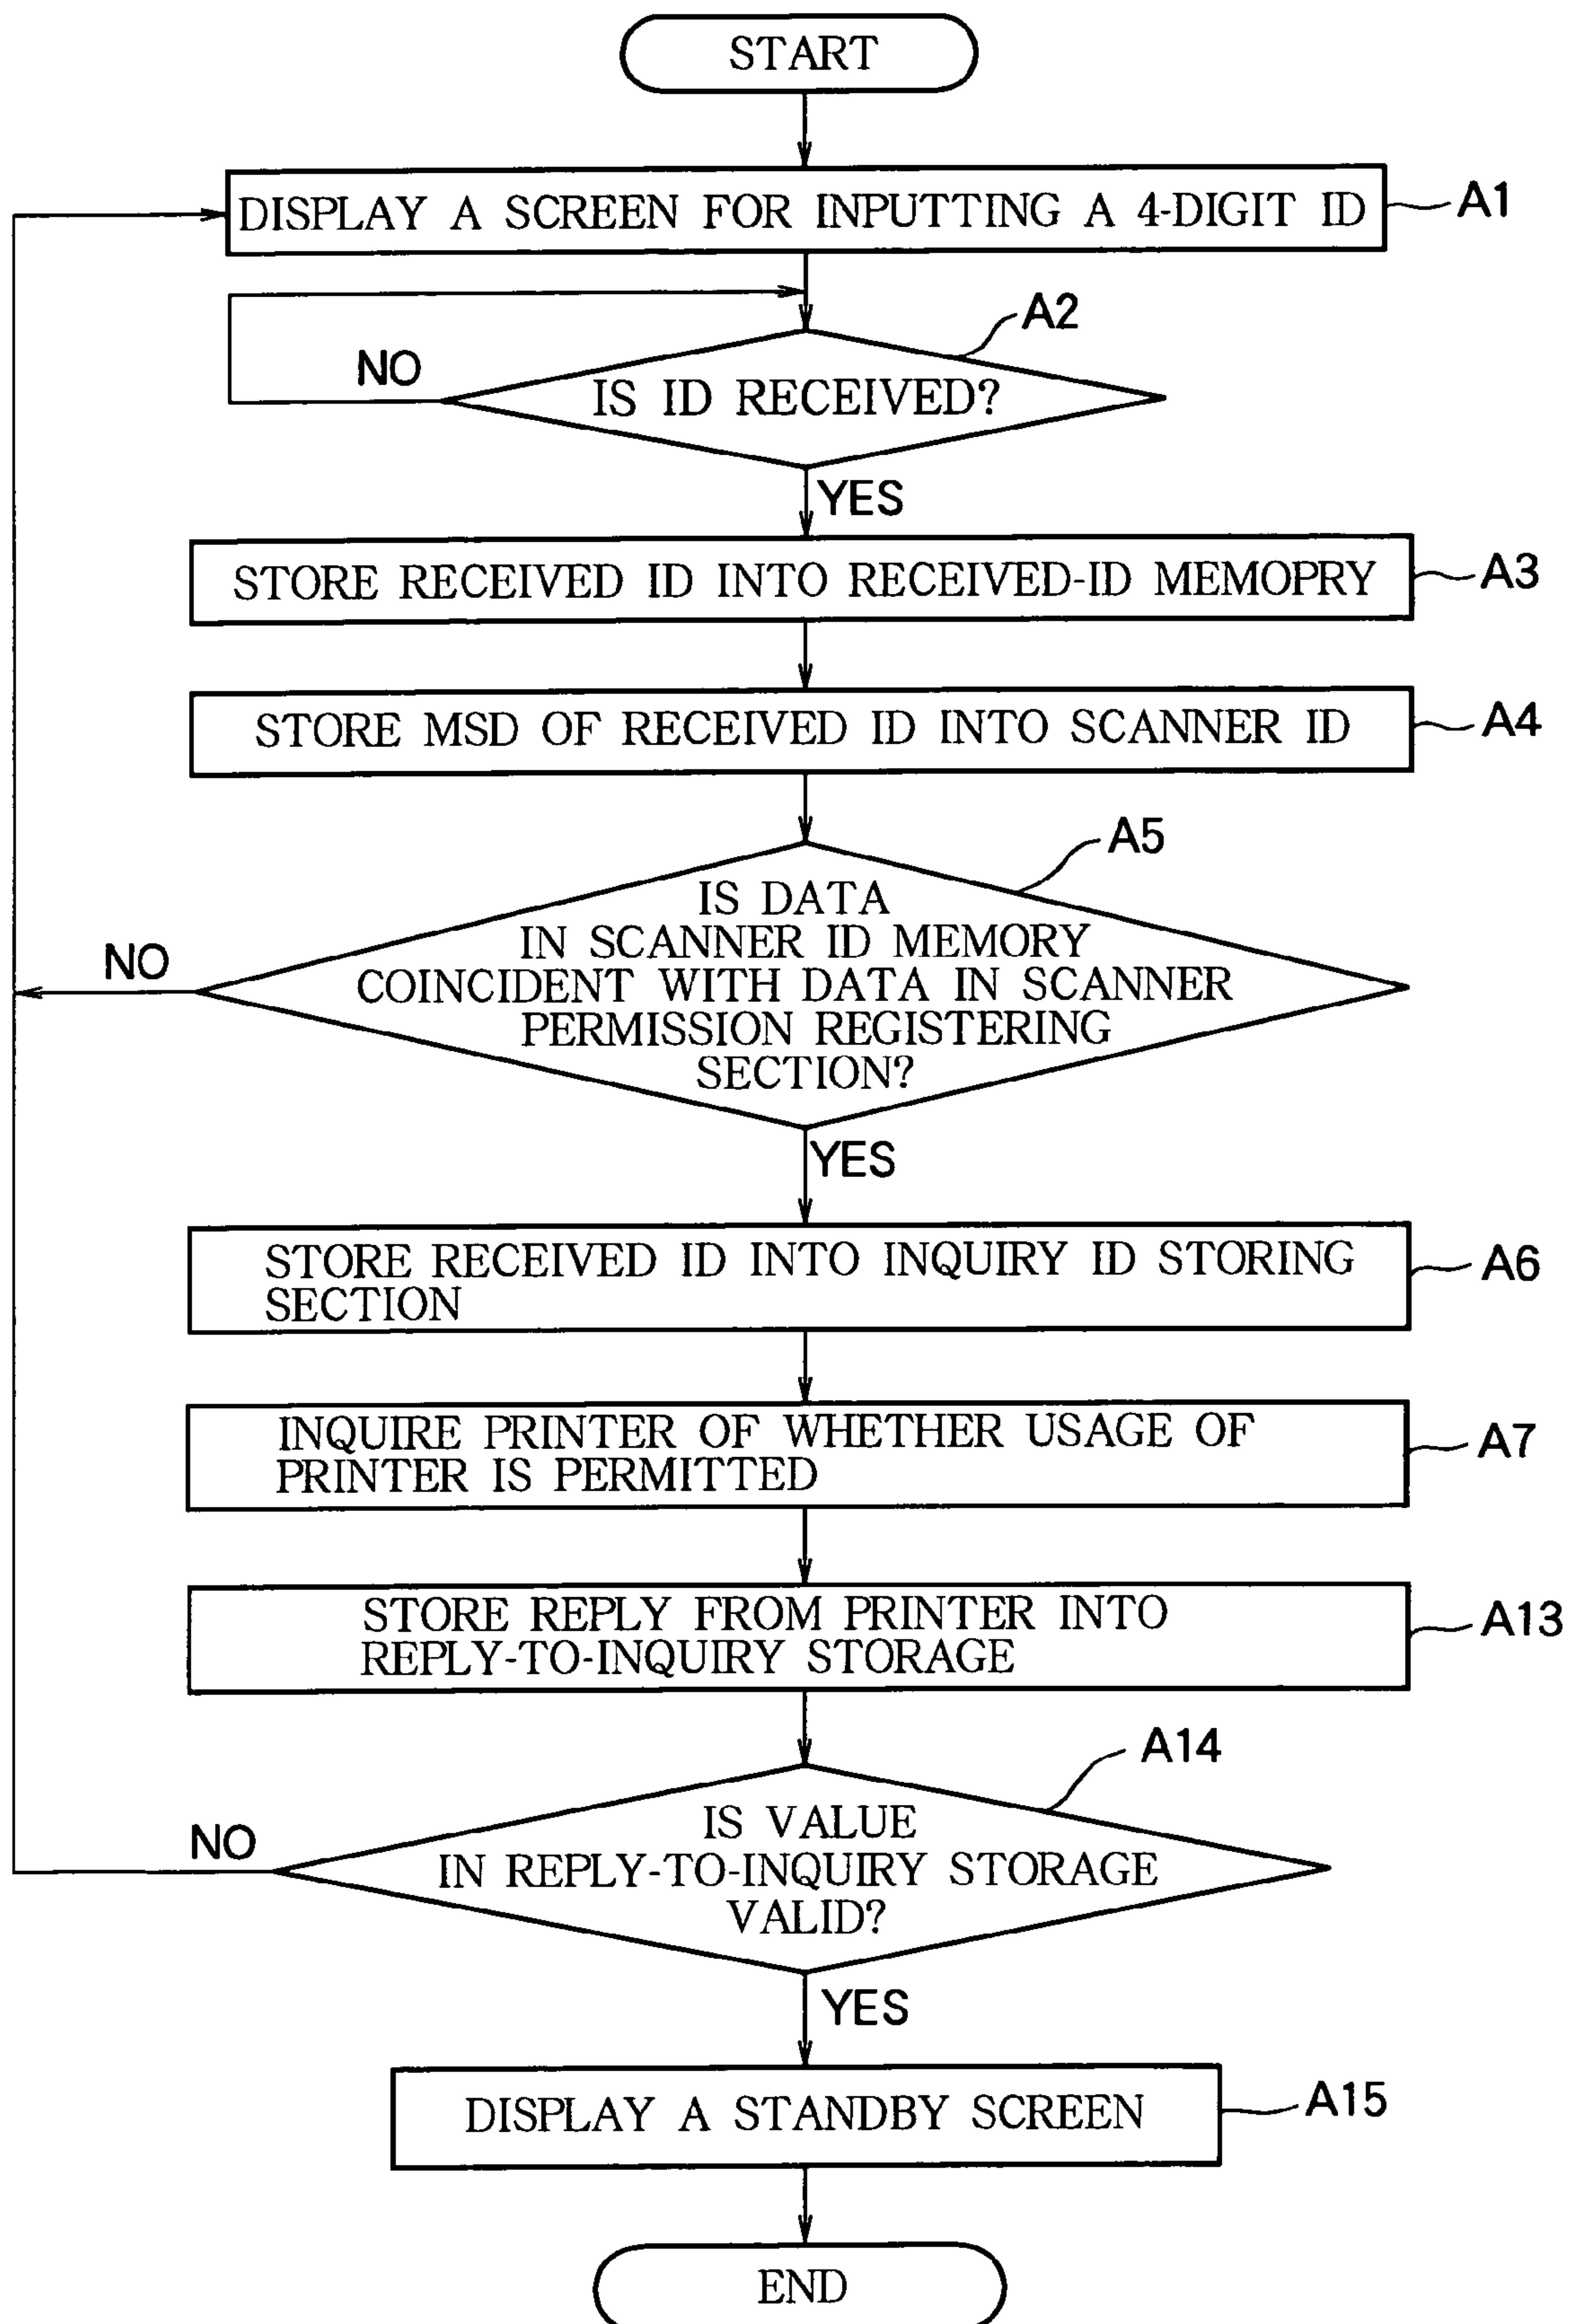 START
DISPLAY A SCREEN FOR INPUTTING A 4-DIGIT ID
A1
A2
NO
IS ID RECEIVED?
YES
STORE RECEIVED ID INTO RECEIVED-ID MEMOPRY
A3
STORE MSD OF RECEIVED ID INTO SCANNER ID
A4
A5
IS DATA
IN SCANNER ID MEMORY
COINCIDENT WITH DATA IN SCANNER
PERMISSION REGISTERING
SECTION?
NO
YES
STORE RECEIVED ID INTO INQUIRY ID STORING
SECTION
A6
INQUIRE PRINTER OF WHETHER USAGE OF
PRINTER IS PERMITTED
A7
STORE REPLY FROM PRINTER INTO
REPLY-TO-INQUIRY STORAGE
A13
A14
IS VALUE
IN REPLY-TO-INQUIRY STORAGE
VALID?
NO
YES
DISPLAY A STANDBY SCREEN
A15
END